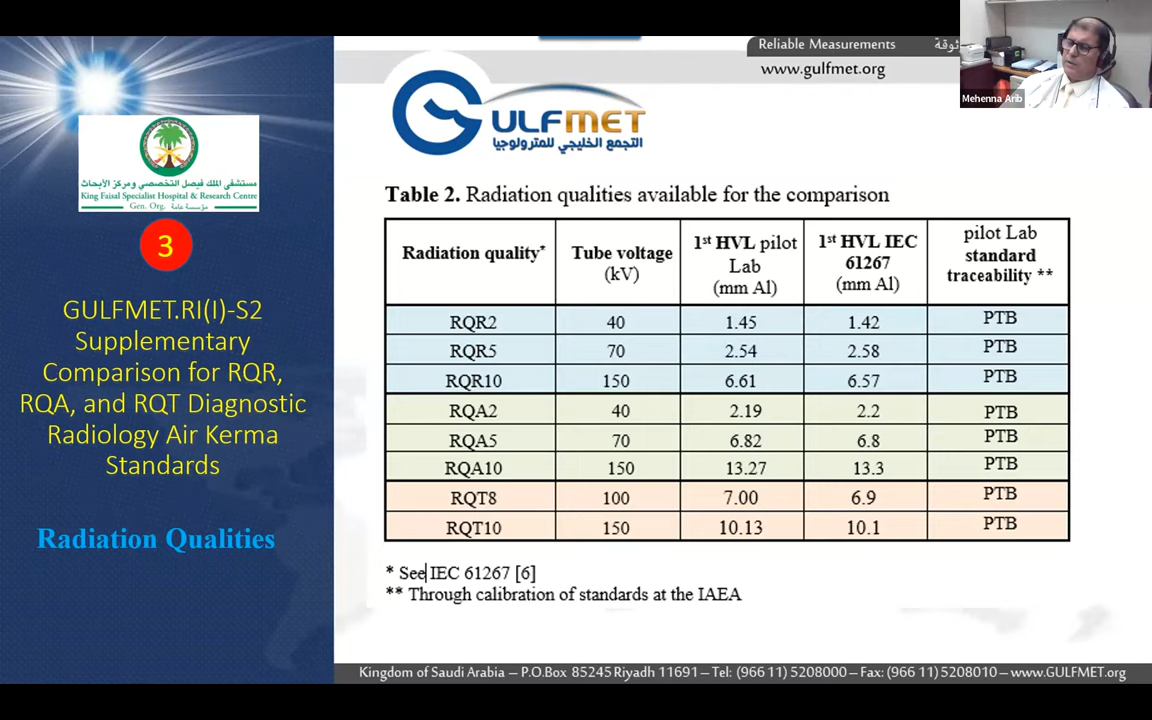 Reliable Measurements
www.gulfmet.org
Mehenna Arib
GULFMET
التجمع الخليجي للمترولوجيا
مستشفى الملك فيصل التخصصي ومركز الأبحاث
King Faisal Specialist Hospital & Research Centre
Gen. Org. مؤسسة عامة
3
GULFMET.RI(I)-S2
Supplementary
Comparison for RQR,
RQA, and RQT Diagnostic
Radiology Air Kerma
Standards
Radiation Qualities
Table 2. Radiation qualities available for the comparison
Radiation quality* Tube voltage (kV) 1st HVL pilot Lab (mm Al) 1st HVL IEC 61267 (mm Al) pilot Lab standard traceability **
RQR2 40 1.45 1.42 PTB
RQR5 70 2.54 2.58 PTB
RQR10 150 6.61 6.57 PTB
RQA2 40 2.19 2.2 PTB
RQA5 70 6.82 6.8 PTB
RQA10 150 13.27 13.3 PTB
RQT8 100 7.00 6.9 PTB
RQT10 150 10.13 10.1 PTB
* See IEC 61267 [6]
** Through calibration of standards at the IAEA
Kingdom of Saudi Arabia – P.O.Box 85245 Riyadh 11691 – Tel: (966 11) 5208000 – Fax: (966 11) 5208010 – www.GULFMET.org